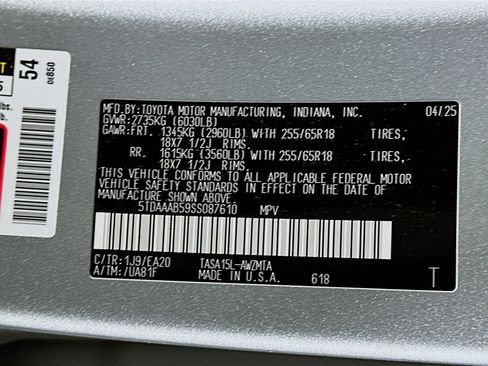 MFD.BY:TOYOTA MOTOR MANUFACTURING, INDIANA, INC. 04/25
GVWR:2735KG (6030LB)
GAWR:FRT. 1345KG (2960LB) WITH 255/65R18 TIRES,
18X7 1/2J RIMS.
RR. 1615KG (3560LB) WITH 255/65R18 TIRES,
18X7 1/2J RIMS.
THIS VEHICLE CONFORMS TO ALL APPLICABLE FEDERAL MOTOR
VEHICLE SAFETY STANDARDS IN EFFECT ON THE DATE OF
MANUFACTURE SHOWN ABOVE.
5TDAAAB59SS087610 MPV
C/TR:1J9/EA20 TASA15L-AWZMTA
A/TM:/UA81F MADE IN U.S.A. 618 T
54
0E850
lbs.